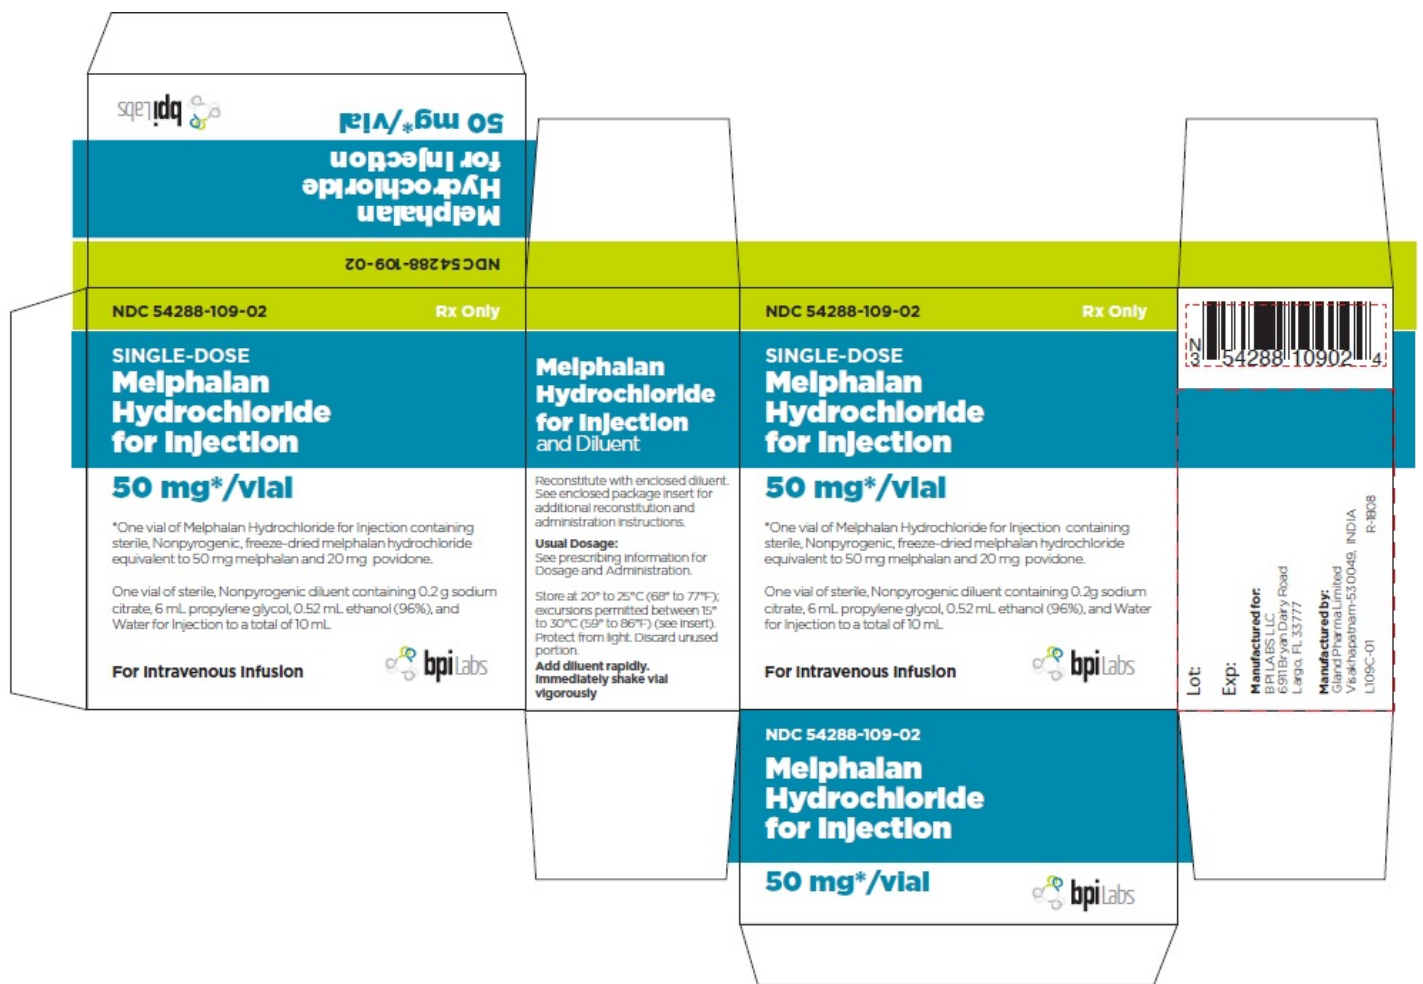 bpi Labs
50 mg*/vial
Melphalan
Hydrochloride
for Injection
NDC 54288-109-02
NDC 54288-109-02
Rx Only
SINGLE-DOSE
Melphalan
Hydrochloride
for Injection
50 mg*/vial
*One vial of Melphalan Hydrochloride for Injection containing
sterile, Nonpyrogenic, freeze-dried melphalan hydrochloride
equivalent to 50 mg melphalan and 20 mg povidone.
One vial of sterile, Nonpyrogenic diluent containing 0.2 g sodium
citrate, 6 mL propylene glycol, 0.52 mL ethanol (96%), and
Water for Injection to a total of 10 mL
For Intravenous Infusion
bpi Labs
Melphalan
Hydrochloride
for Injection
and Diluent
Reconstitute with enclosed diluent.
See enclosed package insert for
additional reconstitution and
administration instructions.
Usual Dosage:
See prescribing information for
Dosage and Administration.
Store at 20° to 25°C (68° to 77°F);
excursions permitted between 15°
to 30°C (59° to 86°F) (see insert).
Protect from light. Discard unused
portion.
Add diluent rapidly.
Immediately shake vial
vigorously
NDC 54288-109-02
Rx Only
SINGLE-DOSE
Melphalan
Hydrochloride
for Injection
50 mg*/vial
*One vial of Melphalan Hydrochloride for Injection containing
sterile, Nonpyrogenic, freeze-dried melphalan hydrochloride
equivalent to 50 mg melphalan and 20 mg povidone.
One vial of sterile, Nonpyrogenic diluent containing 0.2g sodium
citrate, 6 mL propylene glycol, 0.52 mL ethanol (96%), and Water
for Injection to a total of 10 mL
For Intravenous Infusion
bpi Labs
NDC 54288-109-02
Melphalan
Hydrochloride
for Injection
50 mg*/vial
bpi Labs
N
3 54288 10902 4
Lot:
Exp:
Manufactured for:
BPI LABS LLC
6911 Bryan Dairy Road
Largo, FL 33777
Manufactured by:
Gland Pharma Limited
Visakhapatnam-530049, INDIA
L109C-01 R-1808